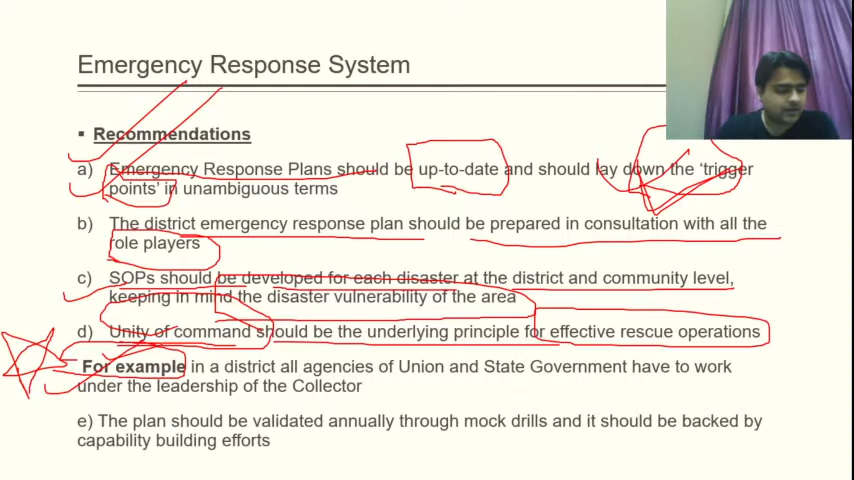 Emergency Response System
▪ Recommendations
a) Emergency Response Plans should be up-to-date and should lay down the ‘trigger
points’ in unambiguous terms
b) The district emergency response plan should be prepared in consultation with all the
role players
c) SOPs should be developed for each disaster at the district and community level,
keeping in mind the disaster vulnerability of the area
d) Unity of command should be the underlying principle for effective rescue operations
For example in a district all agencies of Union and State Government have to work
under the leadership of the Collector
e) The plan should be validated annually through mock drills and it should be backed by
capability building efforts